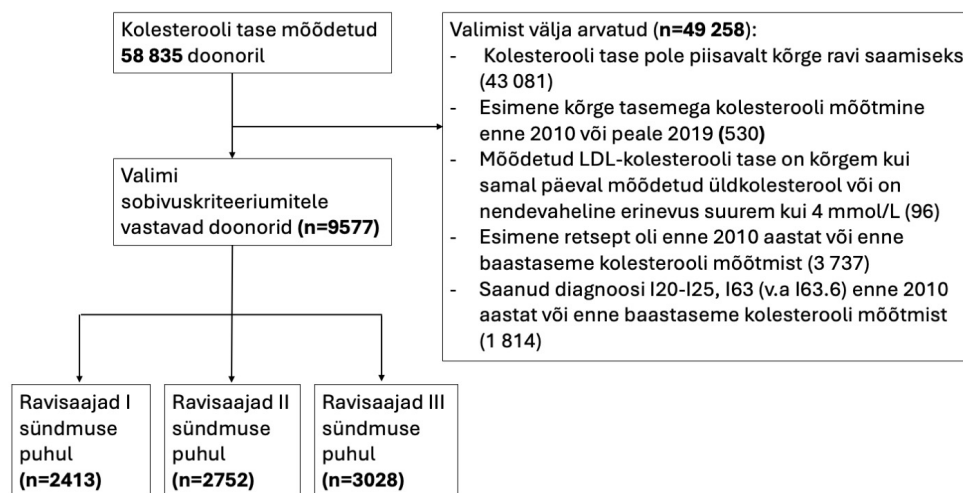 Kolesterooli tase mõõdetud
58 835 doonoril
Valimist välja arvatud (n=49 258):
- Kolesterooli tase pole piisavalt kõrge ravi saamiseks
(43 081)
- Esimene kõrge tasemega kolesterooli mõõtmine
enne 2010 või peale 2019 (530)
- Mõõdetud LDL-kolesterooli tase on kõrgem kui
samal päeval mõõdetud üldkolesterool või on
nendevaheline erinevus suurem kui 4 mmol/L (96)
- Esimene retsept oli enne 2010 aastat või enne
baastaseme kolesterooli mõõtmist (3 737)
- Saanud diagnoosi I20-I25, I63 (v.a I63.6) enne 2010
aastat või enne baastaseme kolesterooli mõõtmist
(1 814)
Valimi
sobivuskriteeriumitele
vastavad doonorid (n=9577)
Ravisaajad I
sündmuse
puhul
(n=2413)
Ravisaajad II
sündmuse
puhul
(n=2752)
Ravisaajad III
sündmuse
puhul
(n=3028)